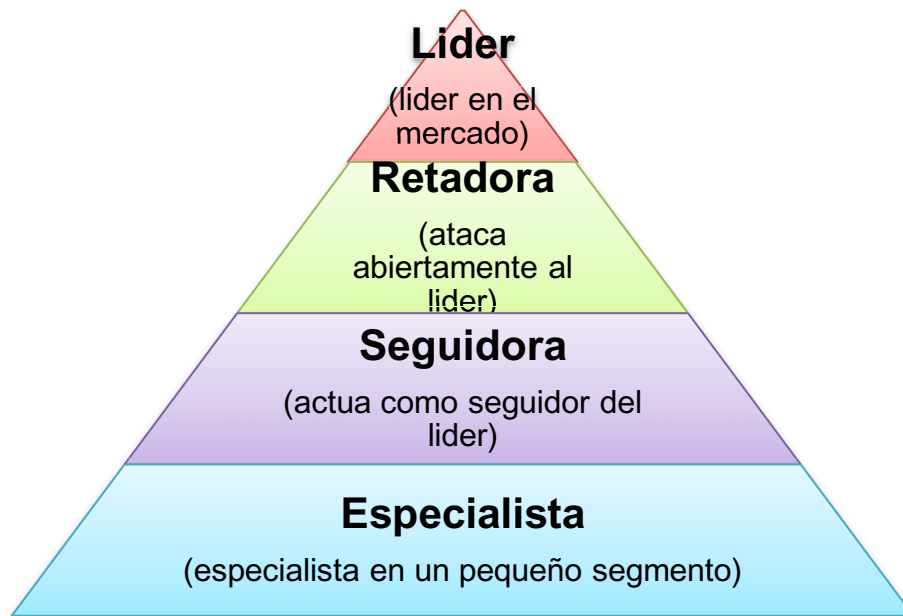 Lider
(lider en el
mercado)
Retadora
(ataca
abiertamente al
lider)
Seguidora
(actua como seguidor del
lider)
Especialista
(especialista en un pequeño segmento)